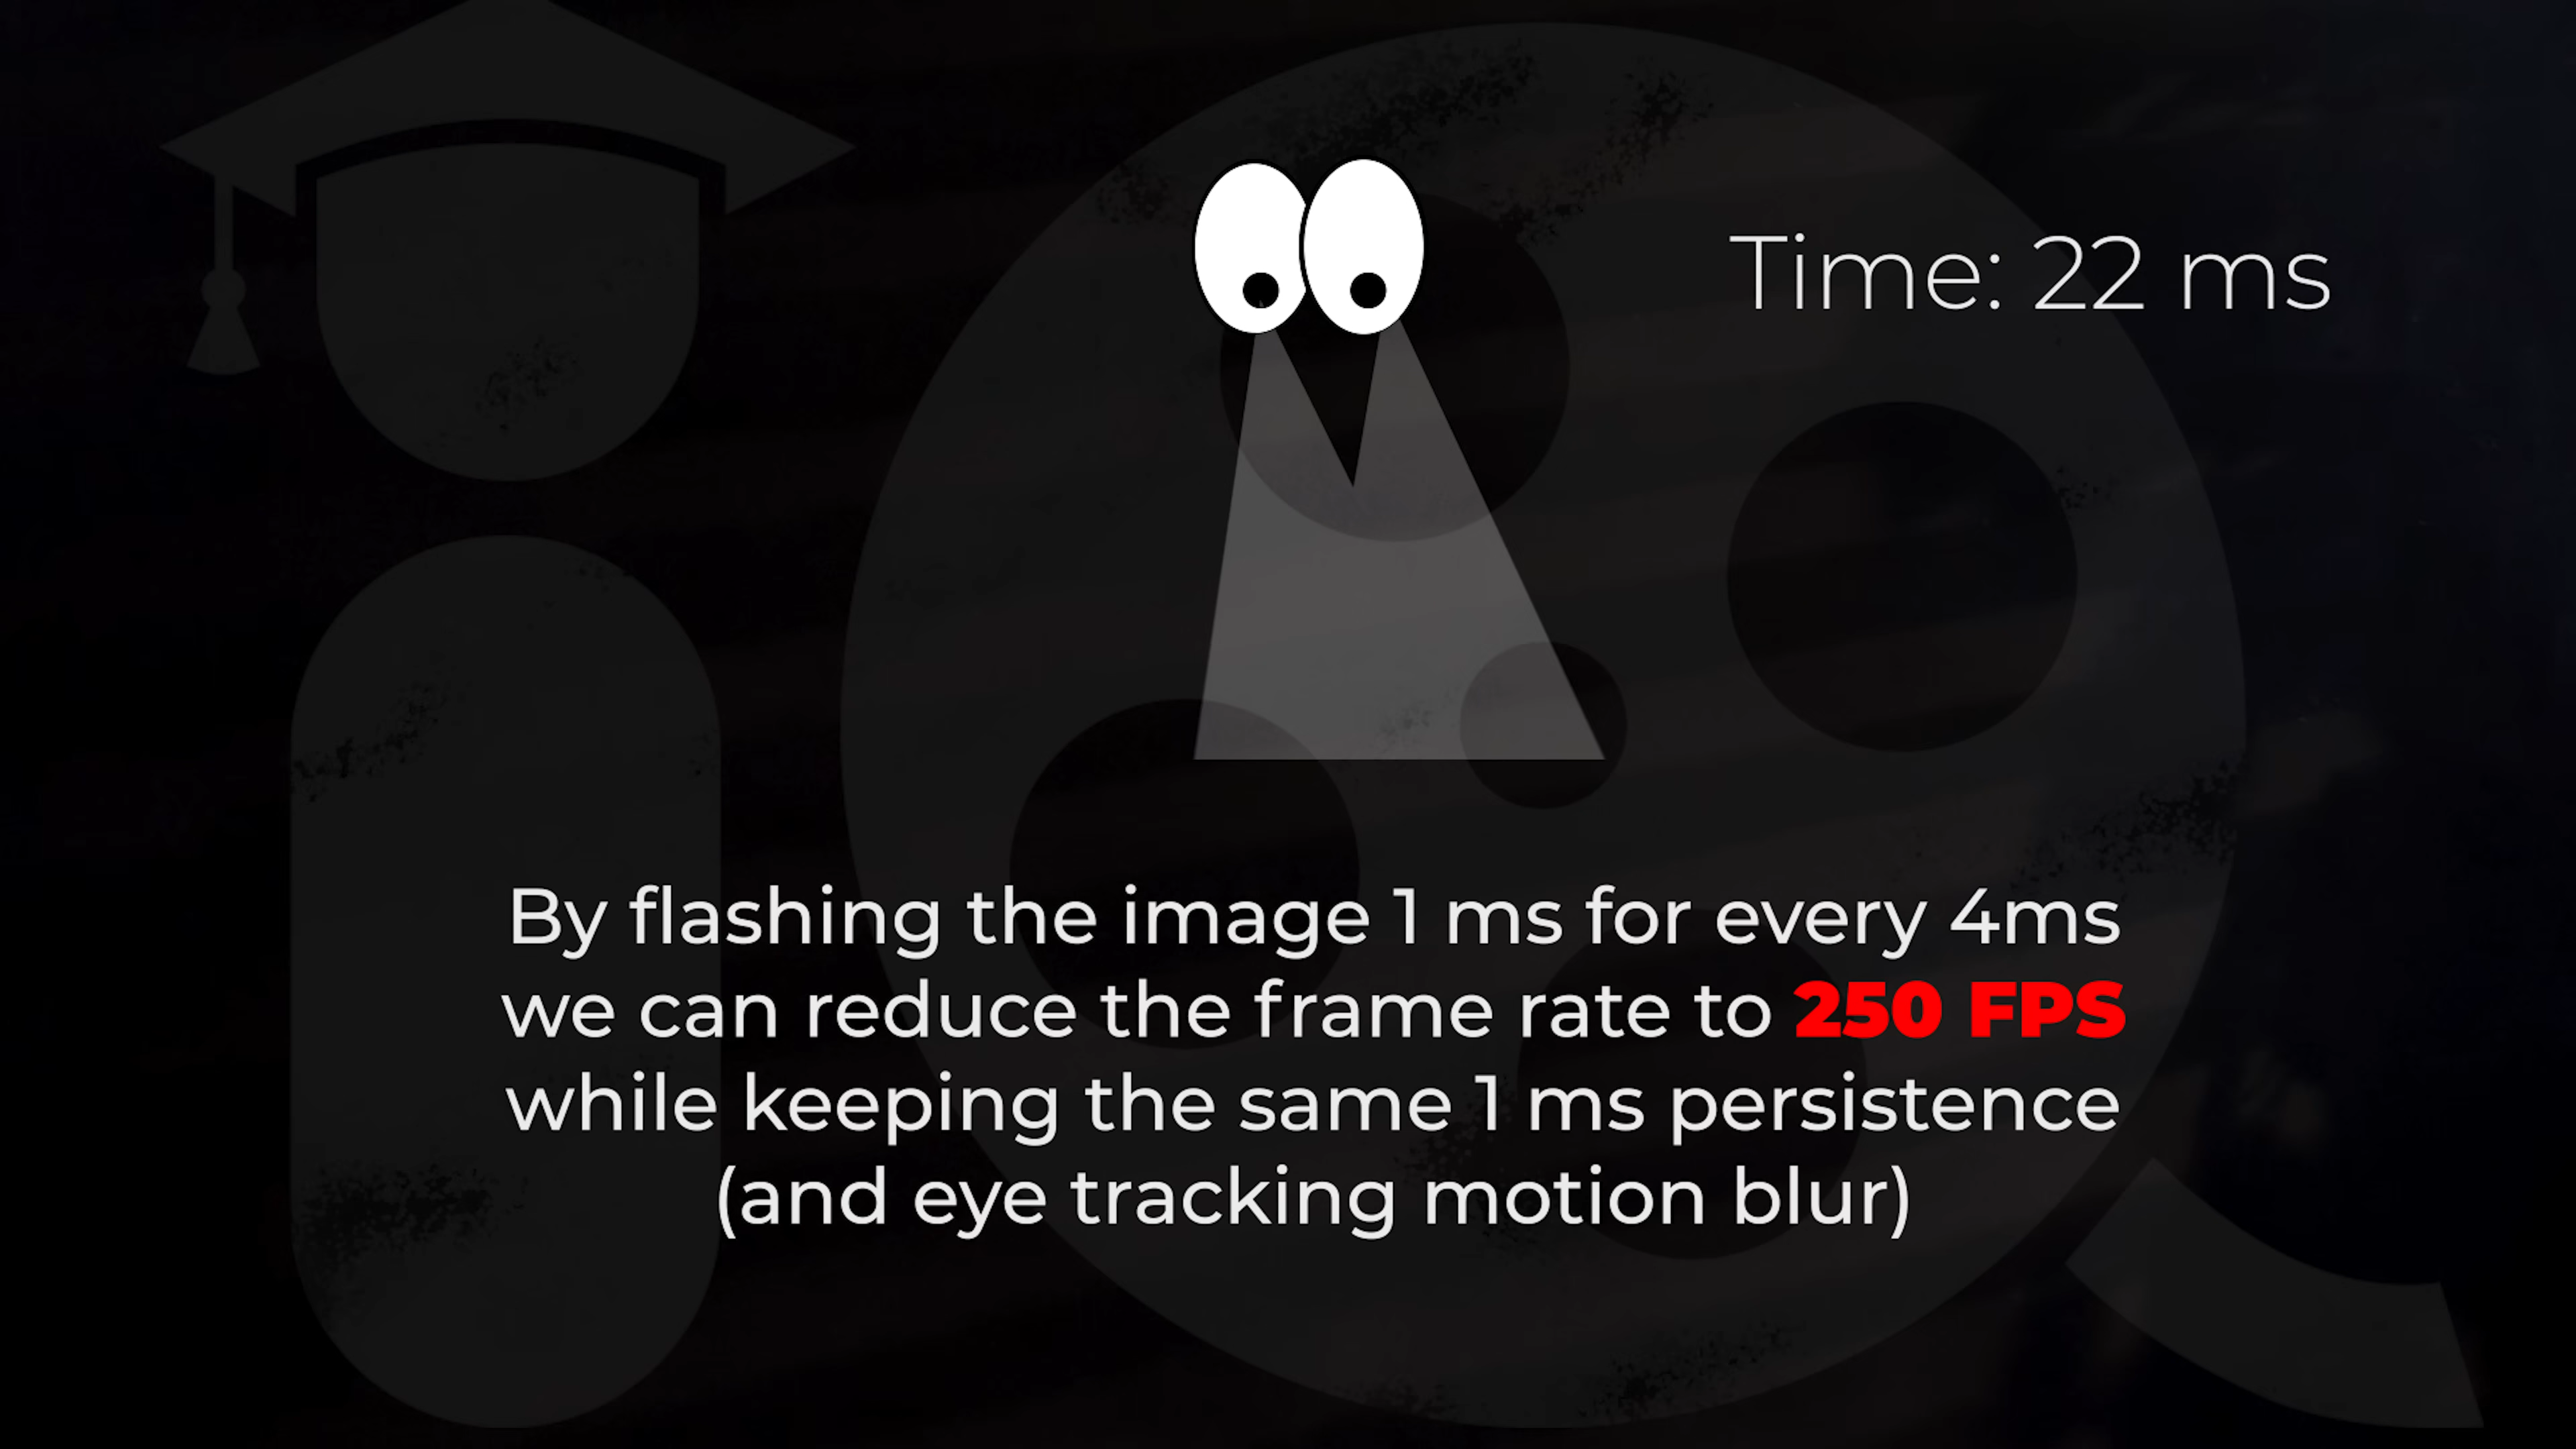 Time: 22 ms
By flashing the image 1 ms for every 4ms
we can reduce the frame rate to 250 FPS
while keeping the same 1 ms persistence
(and eye tracking motion blur)